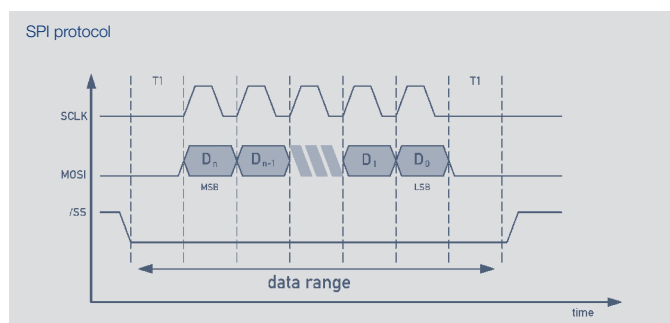 SPI protocol
T1 T1
SCLK
MOSI
Dn Dn-1 D1 D0
MSB LSB
/SS
data range
time